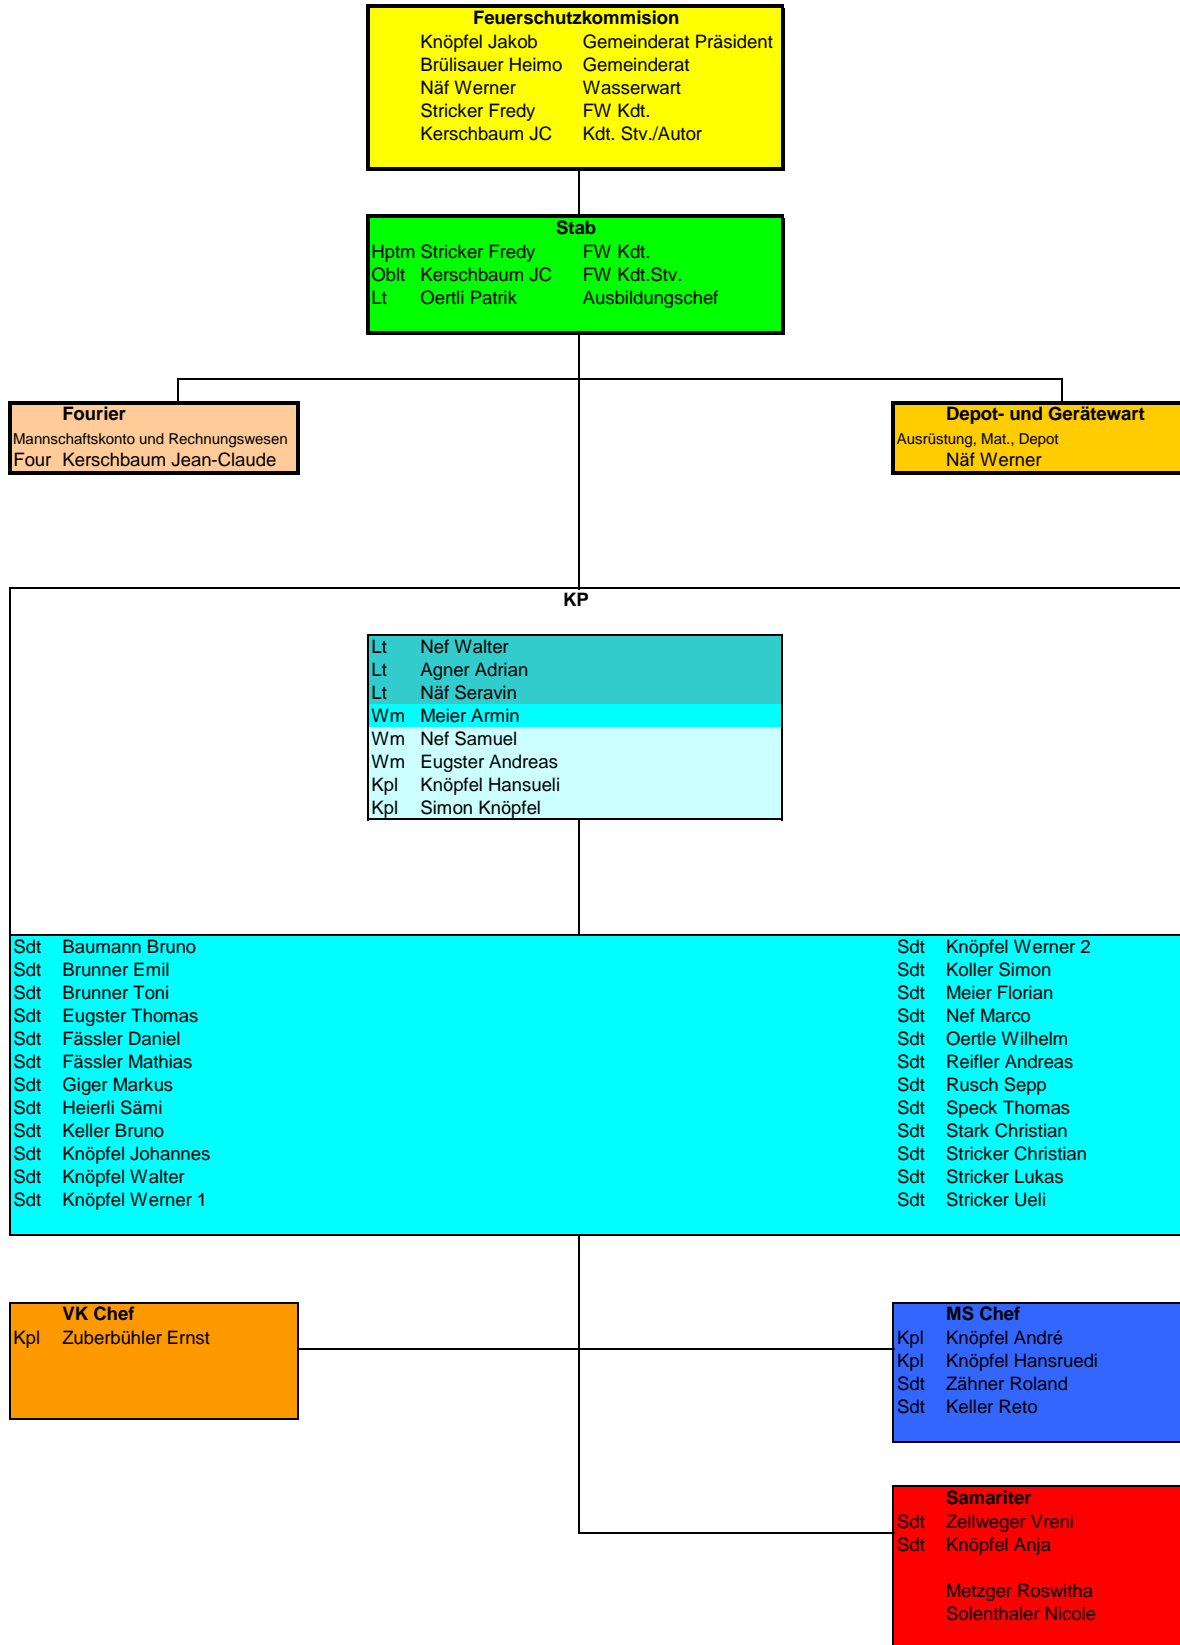 Feuerschutzkommision
Knöpfel Jakob Gemeinderat Präsident
Brülisauer Heimo Gemeinderat
Näf Werner Wasserwart
Stricker Fredy FW Kdt.
Kerschbaum JC Kdt. Stv./Autor
Stab
Hptm Stricker Fredy FW Kdt.
Oblt Kerschbaum JC FW Kdt.Stv.
Lt Oertli Patrik Ausbildungschef
Fourier
Mannschaftskonto und Rechnungswesen
Four Kerschbaum Jean-Claude
Depot- und Gerätewart
Ausrüstung, Mat., Depot
Näf Werner
KP
Lt Nef Walter
Lt Agner Adrian
Lt Näf Seravin
Wm Meier Armin
Wm Nef Samuel
Wm Eugster Andreas
Kpl Knöpfel Hansueli
Kpl Simon Knöpfel
Sdt Baumann Bruno
Sdt Brunner Emil
Sdt Brunner Toni
Sdt Eugster Thomas
Sdt Fässler Daniel
Sdt Fässler Mathias
Sdt Giger Markus
Sdt Heierli Sämi
Sdt Keller Bruno
Sdt Knöpfel Johannes
Sdt Knöpfel Walter
Sdt Knöpfel Werner 1
Sdt Knöpfel Werner 2
Sdt Koller Simon
Sdt Meier Florian
Sdt Nef Marco
Sdt Oertle Wilhelm
Sdt Reifler Andreas
Sdt Rusch Sepp
Sdt Speck Thomas
Sdt Stark Christian
Sdt Stricker Christian
Sdt Stricker Lukas
Sdt Stricker Ueli
VK Chef
Kpl Zuberbühler Ernst
MS Chef
Kpl Knöpfel André
Kpl Knöpfel Hansruedi
Sdt Zähner Roland
Sdt Keller Reto
Samariter
Sdt Zellweger Vreni
Sdt Knöpfel Anja
Metzger Roswitha
Solenthaler Nicole